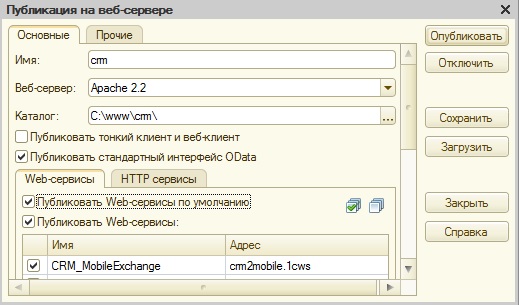 Публикация на веб-сервере
Основные Прочие
Опубликовать
Имя: crm
Отключить
Веб-сервер: Apache 2.2
Каталог: C:\www\crm\ ...
Сохранить
Публиковать тонкий клиент и веб-клиент
Публиковать стандартный интерфейс OData
Загрузить
Web-сервисы HTTP сервисы
Публиковать Web-сервисы по умолчанию
Закрыть
Публиковать Web-сервисы:
Справка
Имя Адрес
CRM_MobileExchange crm2mobile.1cws